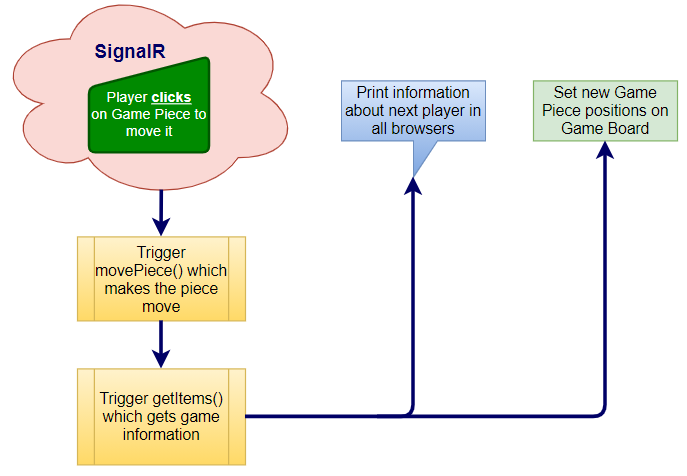 SignalR
Player clicks
on Game Piece to
move it
Print information
about next player in
all browsers
Set new Game
Piece positions on
Game Board
Trigger
movePiece() which
makes the piece
move
Trigger getItems()
which gets game
information